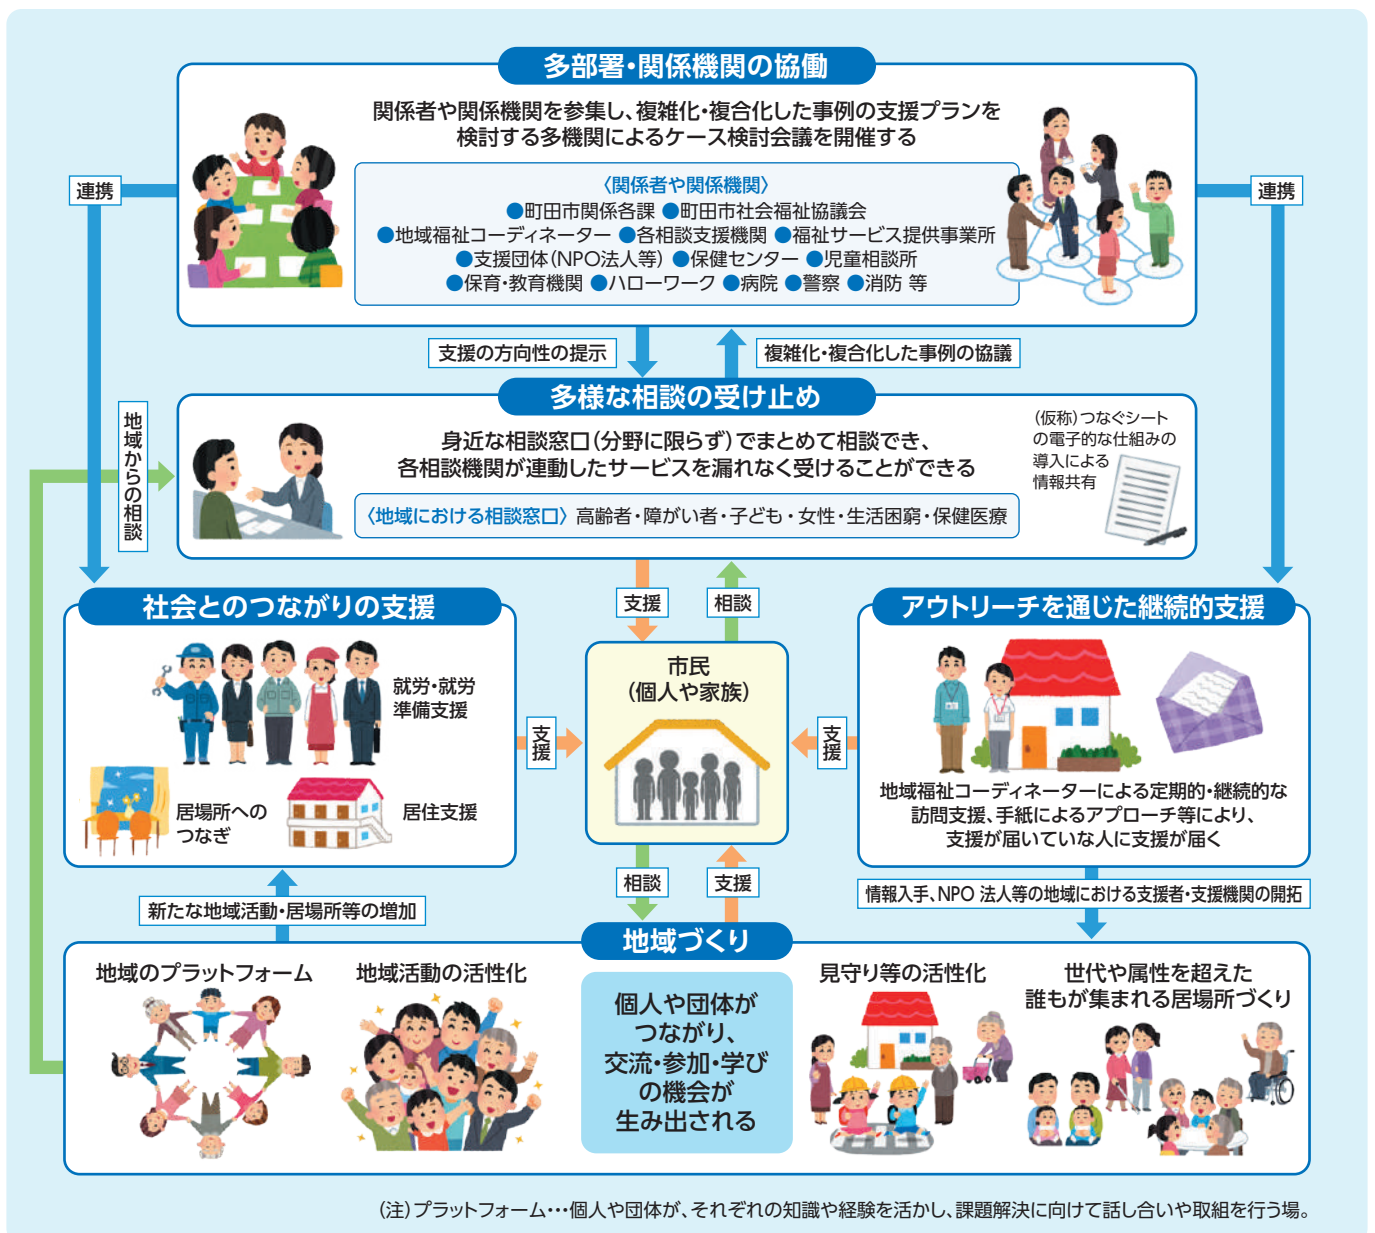 多部署・関係機関の協働
関係者や関係機関を参集し、複雑化・複合化した事例の支援プランを
検討する多機関によるケース検討会議を開催する
〈関係者や関係機関〉
●町田市関係各課 ●町田市社会福祉協議会
●地域福祉コーディネーター ●各相談支援機関 ●福祉サービス提供事業所
●支援団体（NPO法人等） ●保健センター ●児童相談所
●保育・教育機関 ●ハローワーク ●病院 ●警察 ●消防 等
連携
連携
支援の方向性の提示
複雑化・複合化した事例の協議
多様な相談の受け止め
身近な相談窓口（分野に限らず）でまとめて相談でき、
各相談機関が連動したサービスを漏れなく受けることができる
〈地域における相談窓口〉 高齢者・障がい者・子ども・女性・生活困窮・保健医療
（仮称）つなぐシート
の電子的な仕組みの
導入による
情報共有
地域からの相談
支援
相談
社会とのつながりの支援
就労・就労
準備支援
居場所への
つなぎ
居住支援
支援
市民
（個人や家族）
支援
アウトリーチを通じた継続的支援
地域福祉コーディネーターによる定期的・継続的な
訪問支援、手紙によるアプローチ等により、
支援が届いていな人に支援が届く
相談
支援
新たな地域活動・居場所等の増加
情報入手、NPO 法人等の地域における支援者・支援機関の開拓
地域づくり
地域のプラットフォーム
地域活動の活性化
個人や団体が
つながり、
交流・参加・学び
の機会が
生み出される
見守り等の活性化
世代や属性を超えた
誰もが集まれる居場所づくり
（注）プラットフォーム・・・個人や団体が、それぞれの知識や経験を活かし、課題解決に向けて話し合いや取組を行う場。